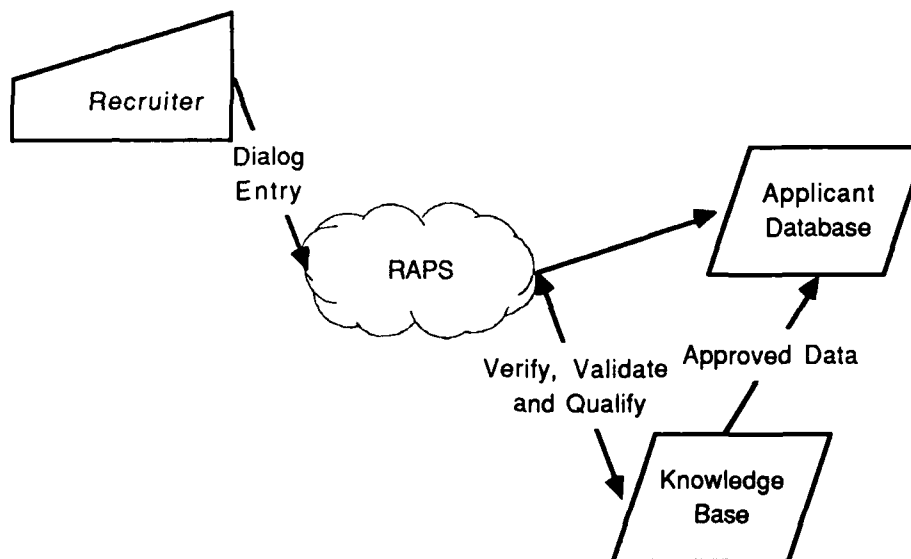 Recruiter
Dialog
Entry
RAPS
Applicant
Database
Verify, Validate
and Qualify
Approved Data
Knowledge
Base